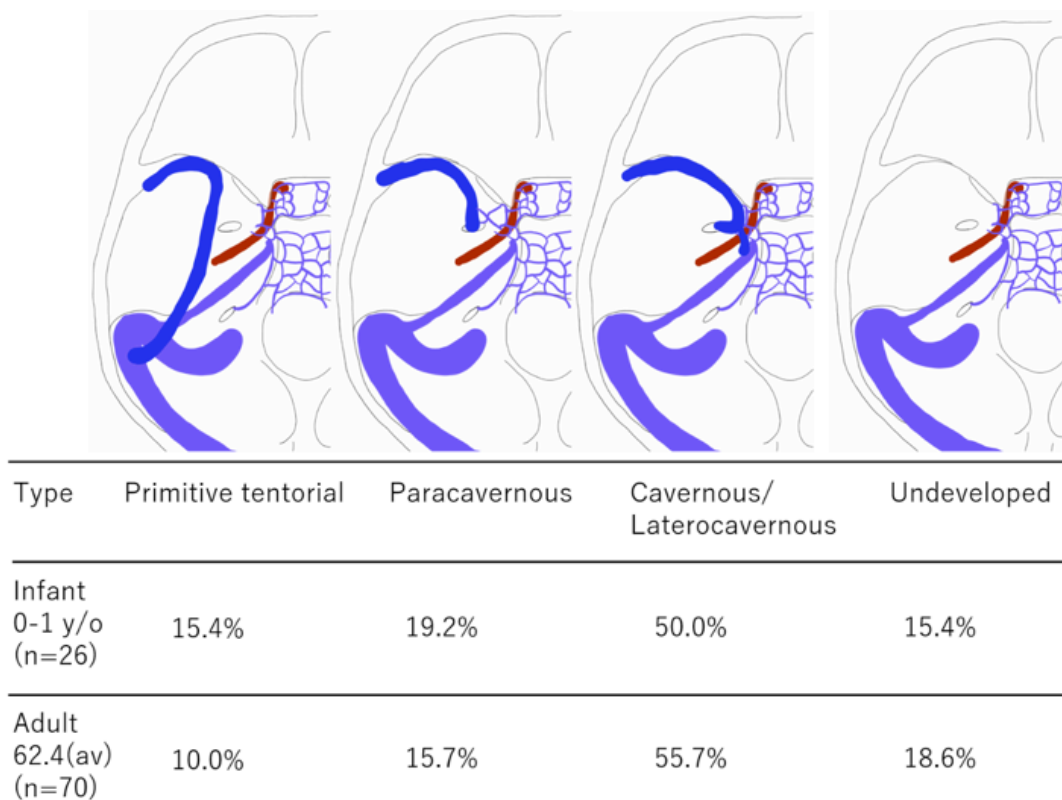 Type Primitive tentorial Paracavernous Cavernous/ Undeveloped
Laterocavernous
Infant
0-1 y/o 15.4% 19.2% 50.0% 15.4%
(n=26)
Adult
62.4(av) 10.0% 15.7% 55.7% 18.6%
(n=70)